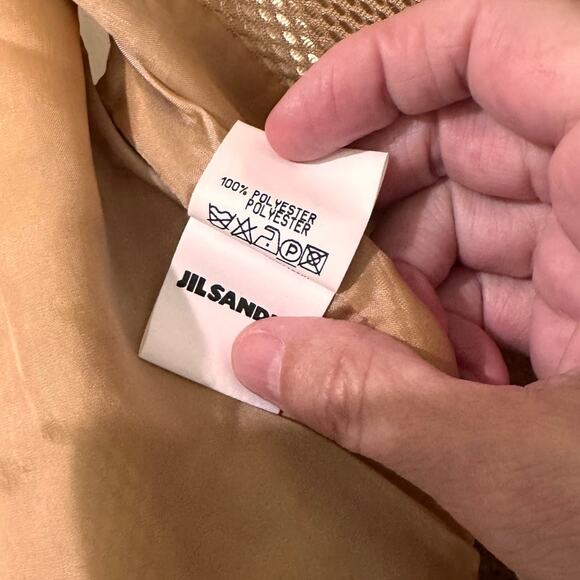 100% POLYESTER
POLYESTER
P
JILSAND